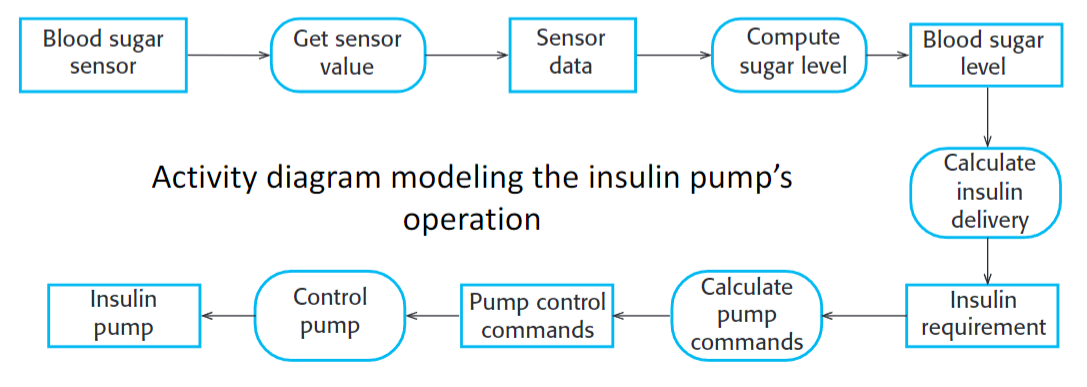 Blood sugar
sensor
Get sensor
value
Sensor
data
Compute
sugar level
Blood sugar
level
Calculate
insulin
delivery
Activity diagram modeling the insulin pump’s
operation
Insulin
requirement
Calculate
pump
commands
Pump control
commands
Control
pump
Insulin
pump